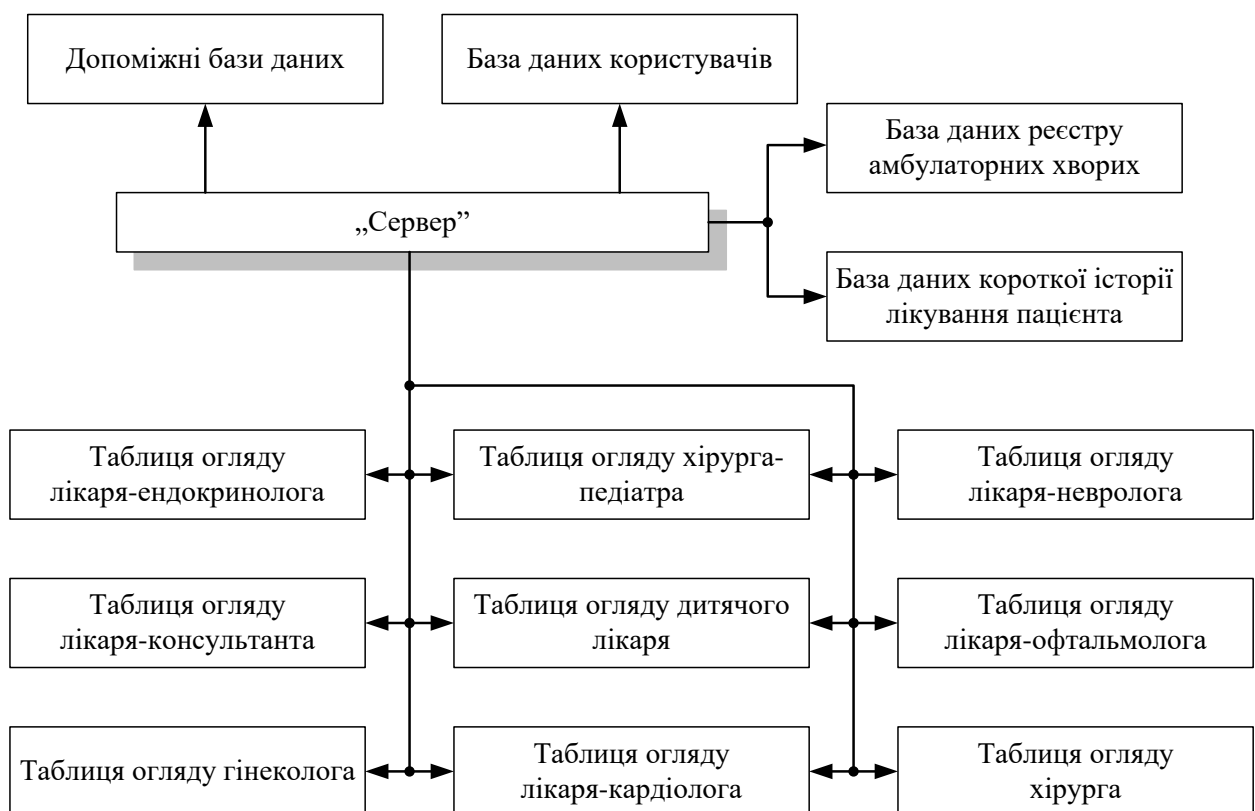 Допоміжні бази даних
База даних користувачів
База даних реєстру
амбулаторних хворих
„Сервер”
База даних короткої історії
лікування пацієнта
Таблиця огляду
лікаря-ендокринолога
Таблиця огляду хірурга-
педіатра
Таблиця огляду
лікаря-невролога
Таблиця огляду
лікаря-консультанта
Таблиця огляду дитячого
лікаря
Таблиця огляду
лікаря-офтальмолога
Таблиця огляду гінеколога
Таблиця огляду
лікаря-кардіолога
Таблиця огляду
хірурга